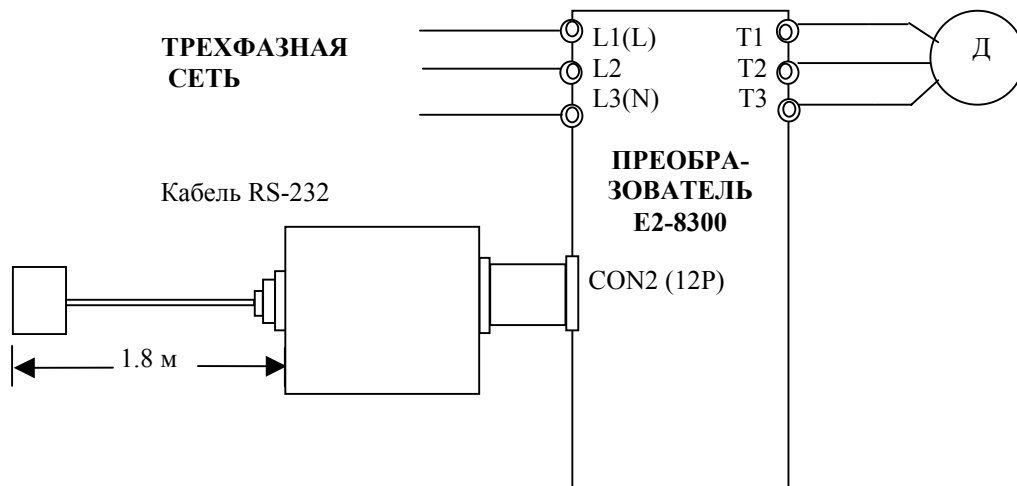 ТРЕХФАЗНАЯ
СЕТЬ
L1(L)
L2
L3(N)
T1
T2
T3
Д
ПРЕОБРА-
ЗОВАТЕЛЬ
E2-8300
Кабель RS-232
CON2 (12P)
1.8 м